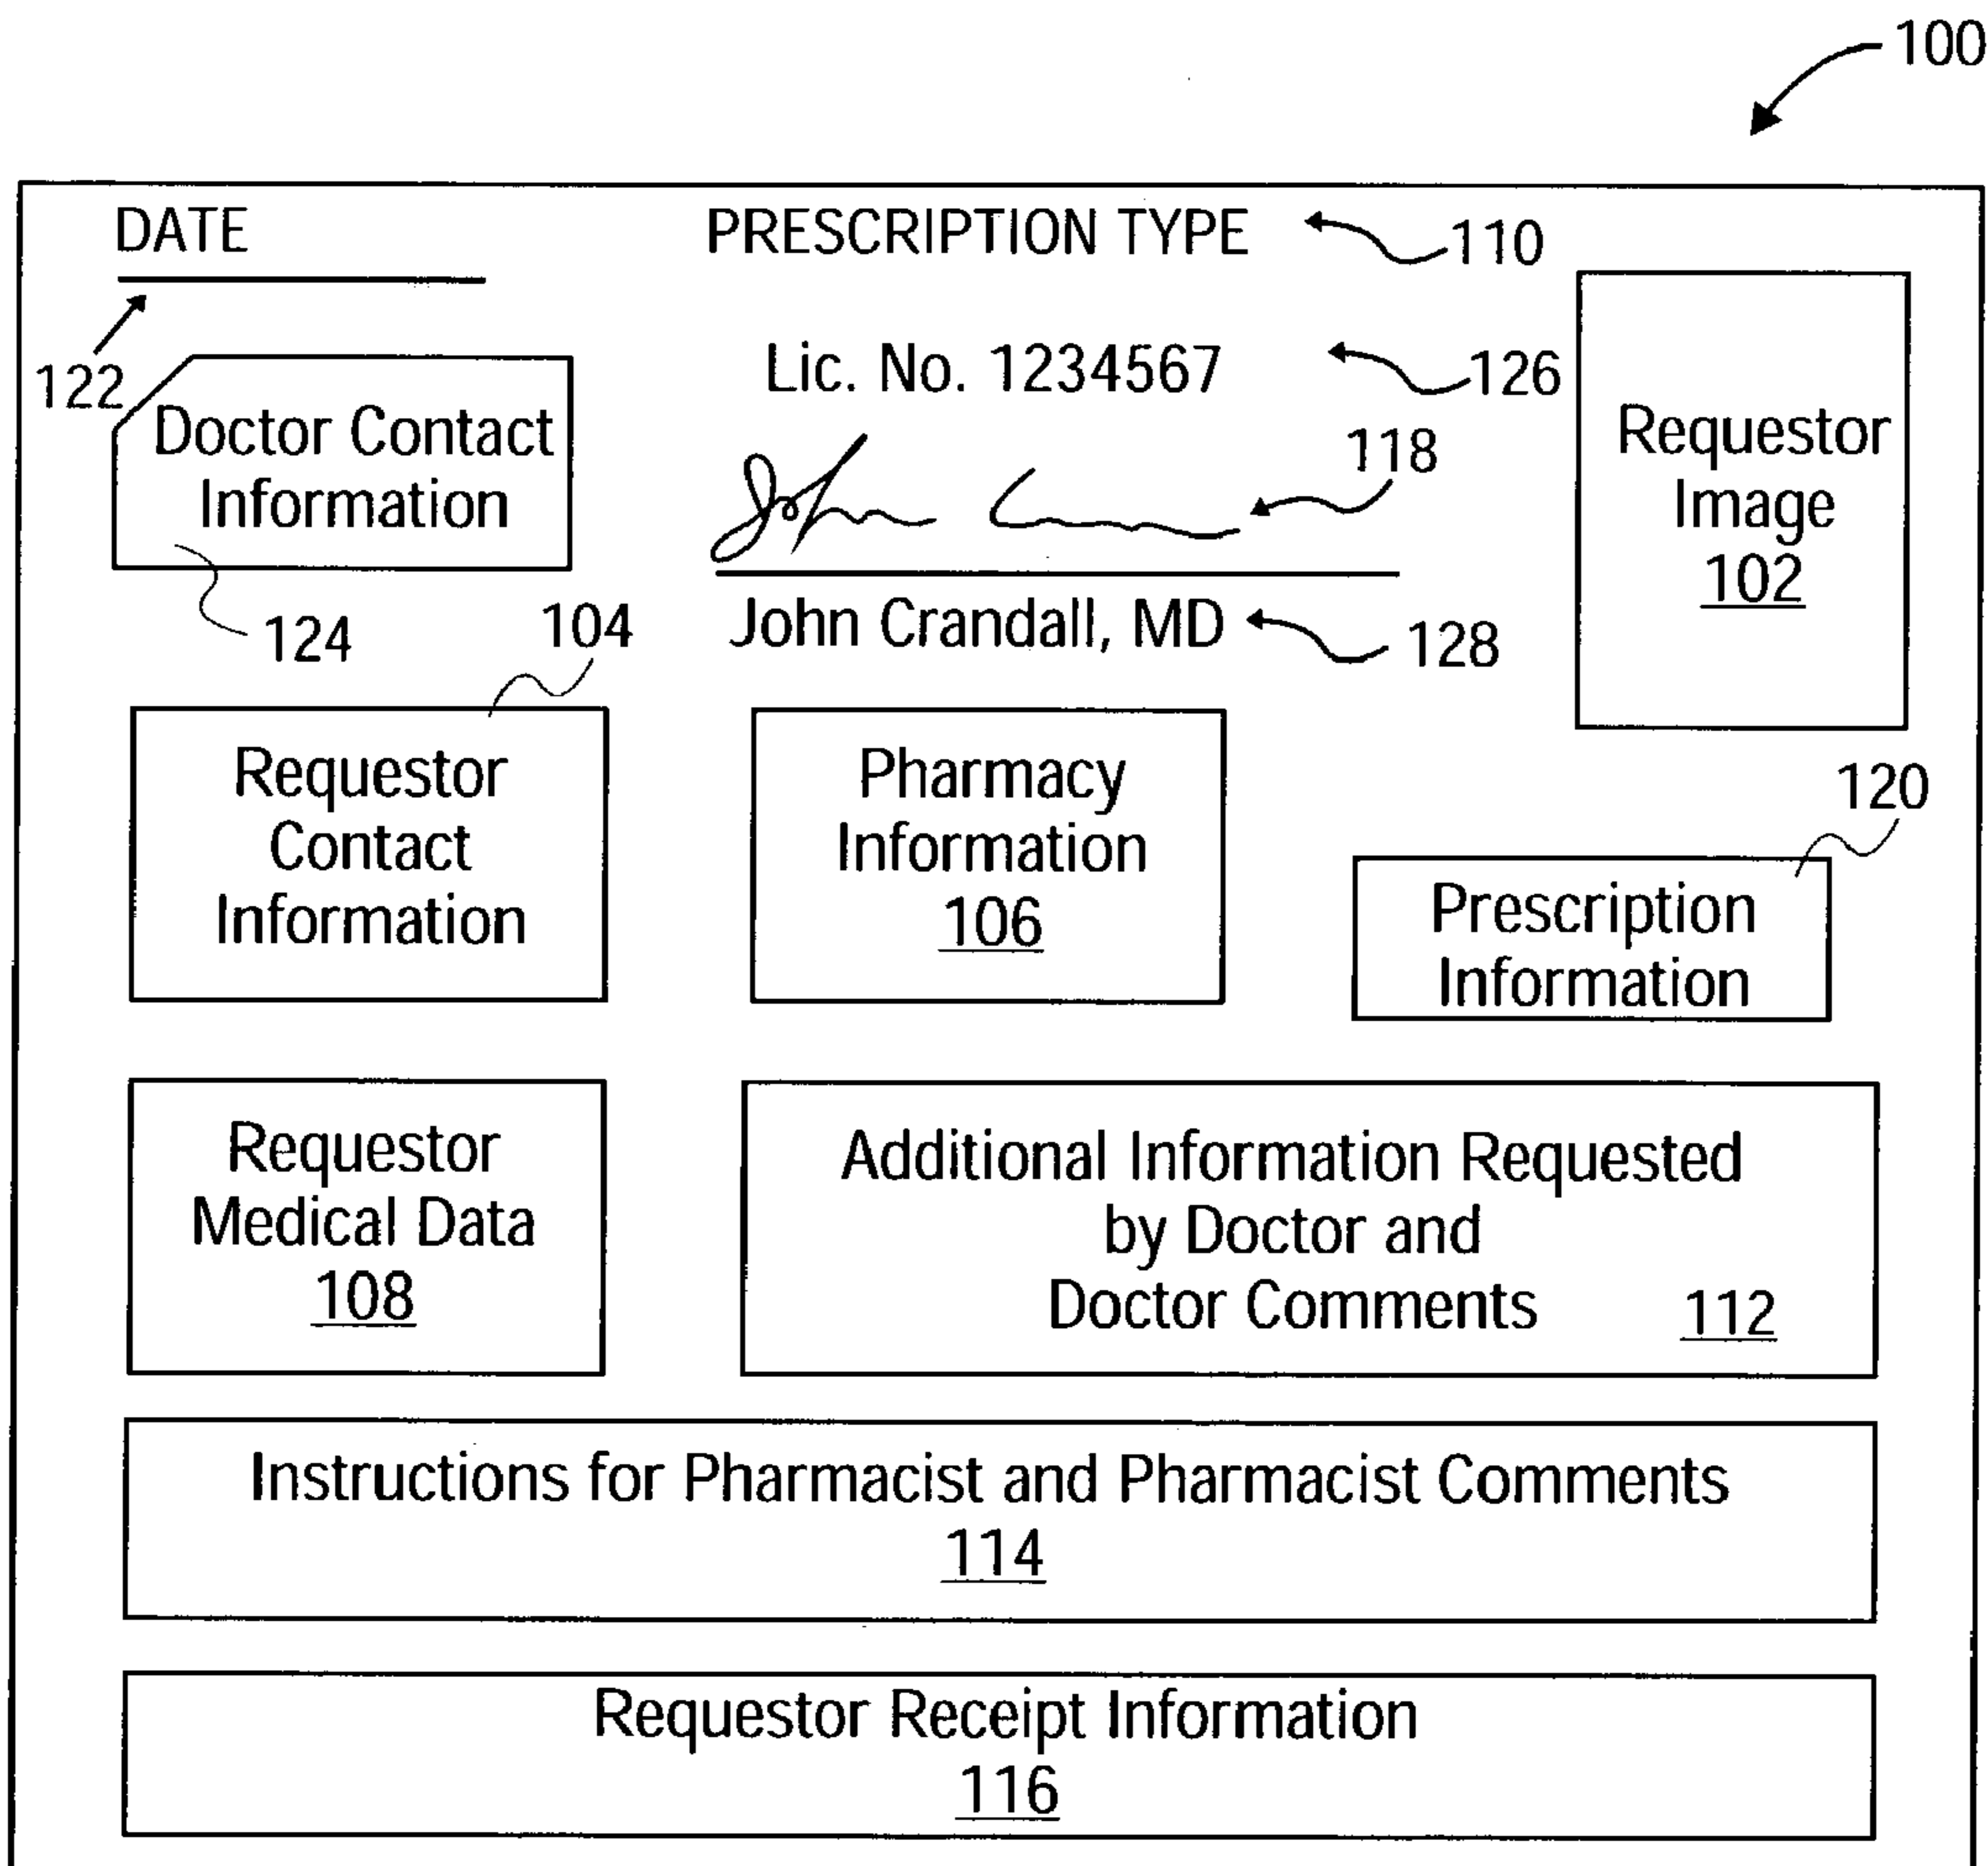 100
DATE
PRESCRIPTION TYPE
110
122
Lic. No. 1234567
126
Doctor Contact
Information
124
John
118
John Crandall, MD
128
Requestor
Image
102
104
Requestor
Contact
Information
Pharmacy
Information
106
120
Prescription
Information
Requestor
Medical Data
108
Additional Information Requested
by Doctor and
Doctor Comments
112
Instructions for Pharmacist and Pharmacist Comments
114
Requestor Receipt Information
116